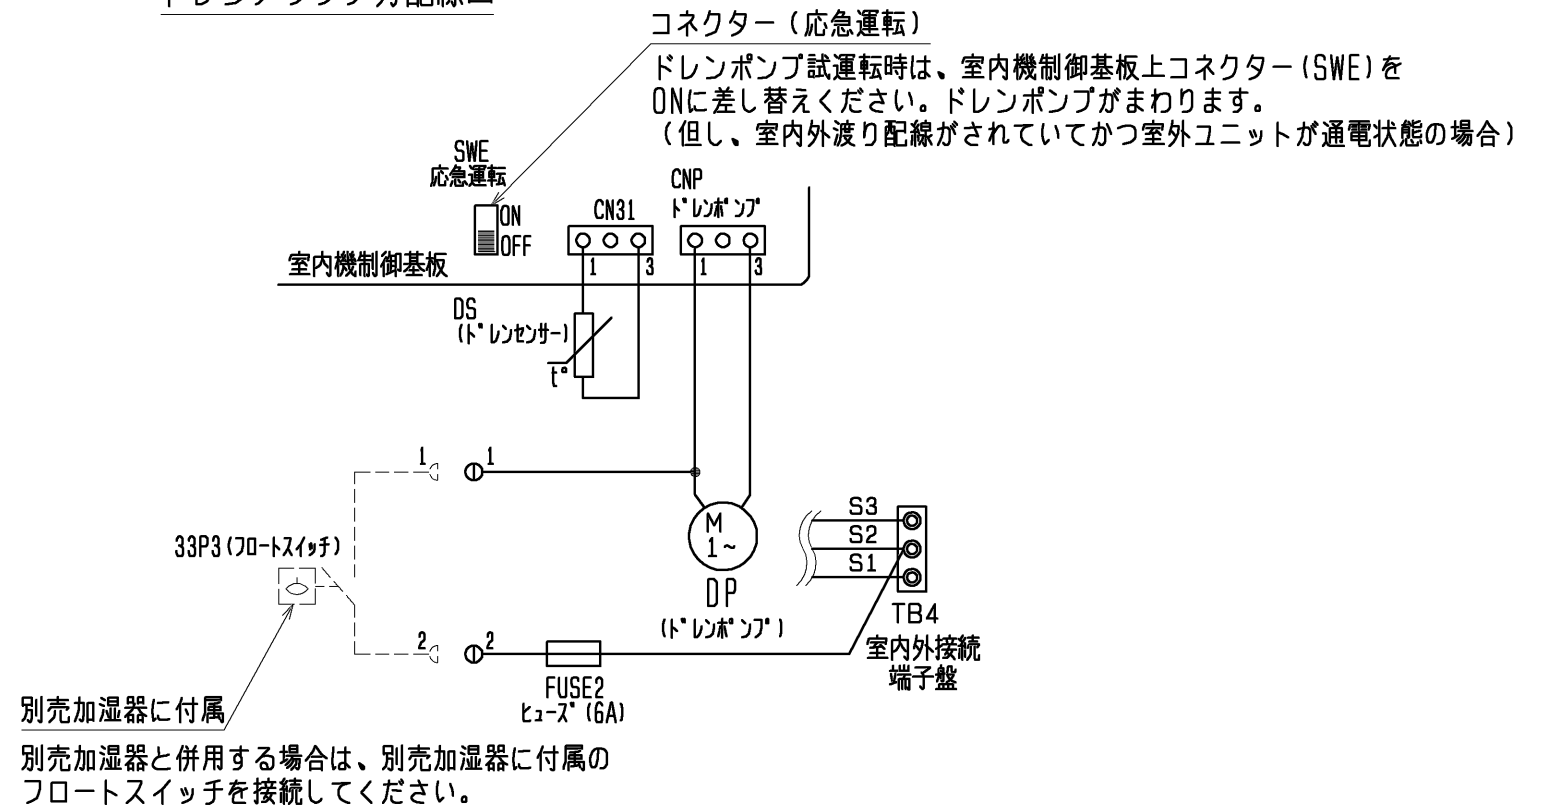 コネクター(応急運転)
ドレンポンプ試運転時は、室内機制御基板上コネクター(SWE)を
ONに差し替えください。ドレンポンプがまわります。
(但し、室内外渡り配線がされていてかつ室外ユニットが通電状態の場合)
SWE
応急運転
ON
OFF
CN31
1 3
CNP
ドレンポンプ
1 3
室内機制御基板
DS
(ドレンセンサー)
t°
1 1
33P3(フロートスイッチ)
M
1~
DP
(ドレンポンプ)
S3
S2
S1
TB4
室内外接続
端子盤
2 2
FUSE2
ヒューズ(6A)
別売加湿器に付属
別売加湿器と併用する場合は、別売加湿器に付属の
フロートスイッチを接続してください。